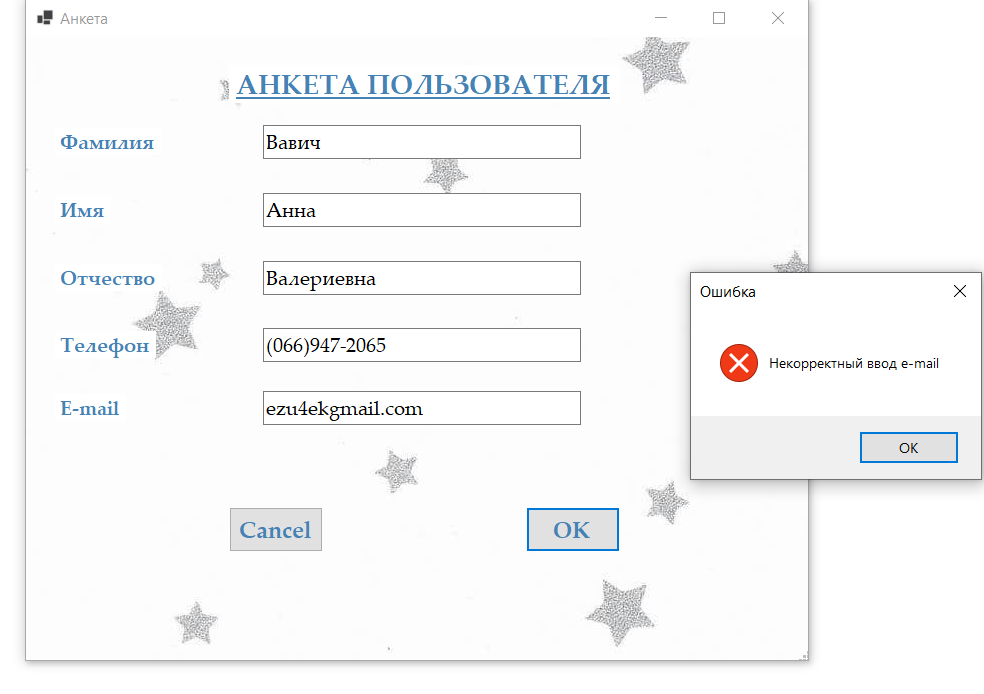 Анкета
АНКЕТА ПОЛЬЗОВАТЕЛЯ
Фамилия
Вавич
Имя
Анна
Отчество
Валериевна
Телефон
(066)947-2065
E-mail
ezu4ekgmail.com
Cancel
OK
Ошибка
Некорректный ввод e-mail
OK